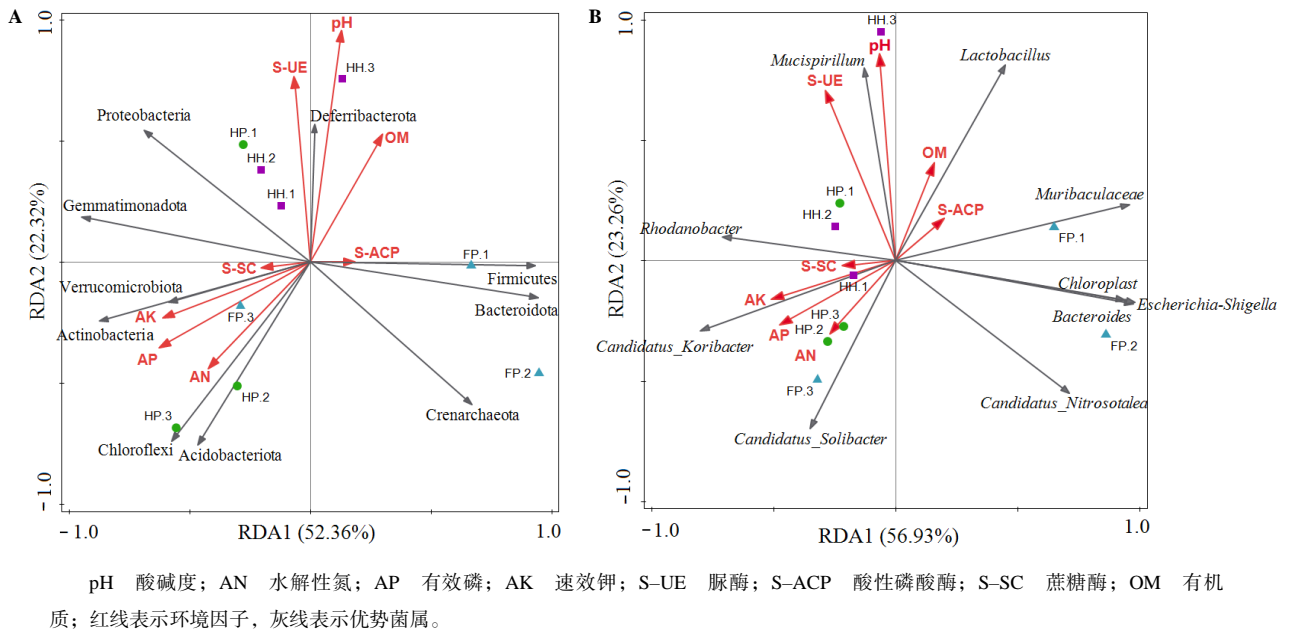 A
1.0
pH
S-UE
HH.3
Proteobacteria
Deferribacterota
HP.1
OM
HH.2
HH.1
Gemmatimonadota
S-ACP
FP.1
S-SC
Firmicutes
Verrucomicrobiota
Bacteroidota
FP.3
AK
Actinobacteria
AP
AN
FP.2
HP.2
HP.3
Crenarchaeota
Chloroflexi
Acidobacteriota
RDA2 (22.32%)
−1.0
−1.0
RDA1 (52.36%)
1.0
B
1.0
HH.3
pH
Mucispirillum
Lactobacillus
S-UE
OM
HP.1
Muribaculaceae
S-ACP
HH.2
Rhodanobacter
FP.1
S-SC
HH.1
Chloroplast
AK
Escherichia-Shigella
HP.3
Bacteroides
AP
HP.2
FP.2
Candidatus_Koribacter
AN
FP.3
Candidatus_Nitrosotalea
Candidatus_Solibacter
RDA2 (23.26%)
−1.0
−1.0
RDA1 (56.93%)
1.0
pH 酸碱度；AN 水解性氮；AP 有效磷；AK 速效钾；S–UE 脲酶；S–ACP 酸性磷酸酶；S–SC 蔗糖酶；OM 有机
质；红线表示环境因子，灰线表示优势菌属。